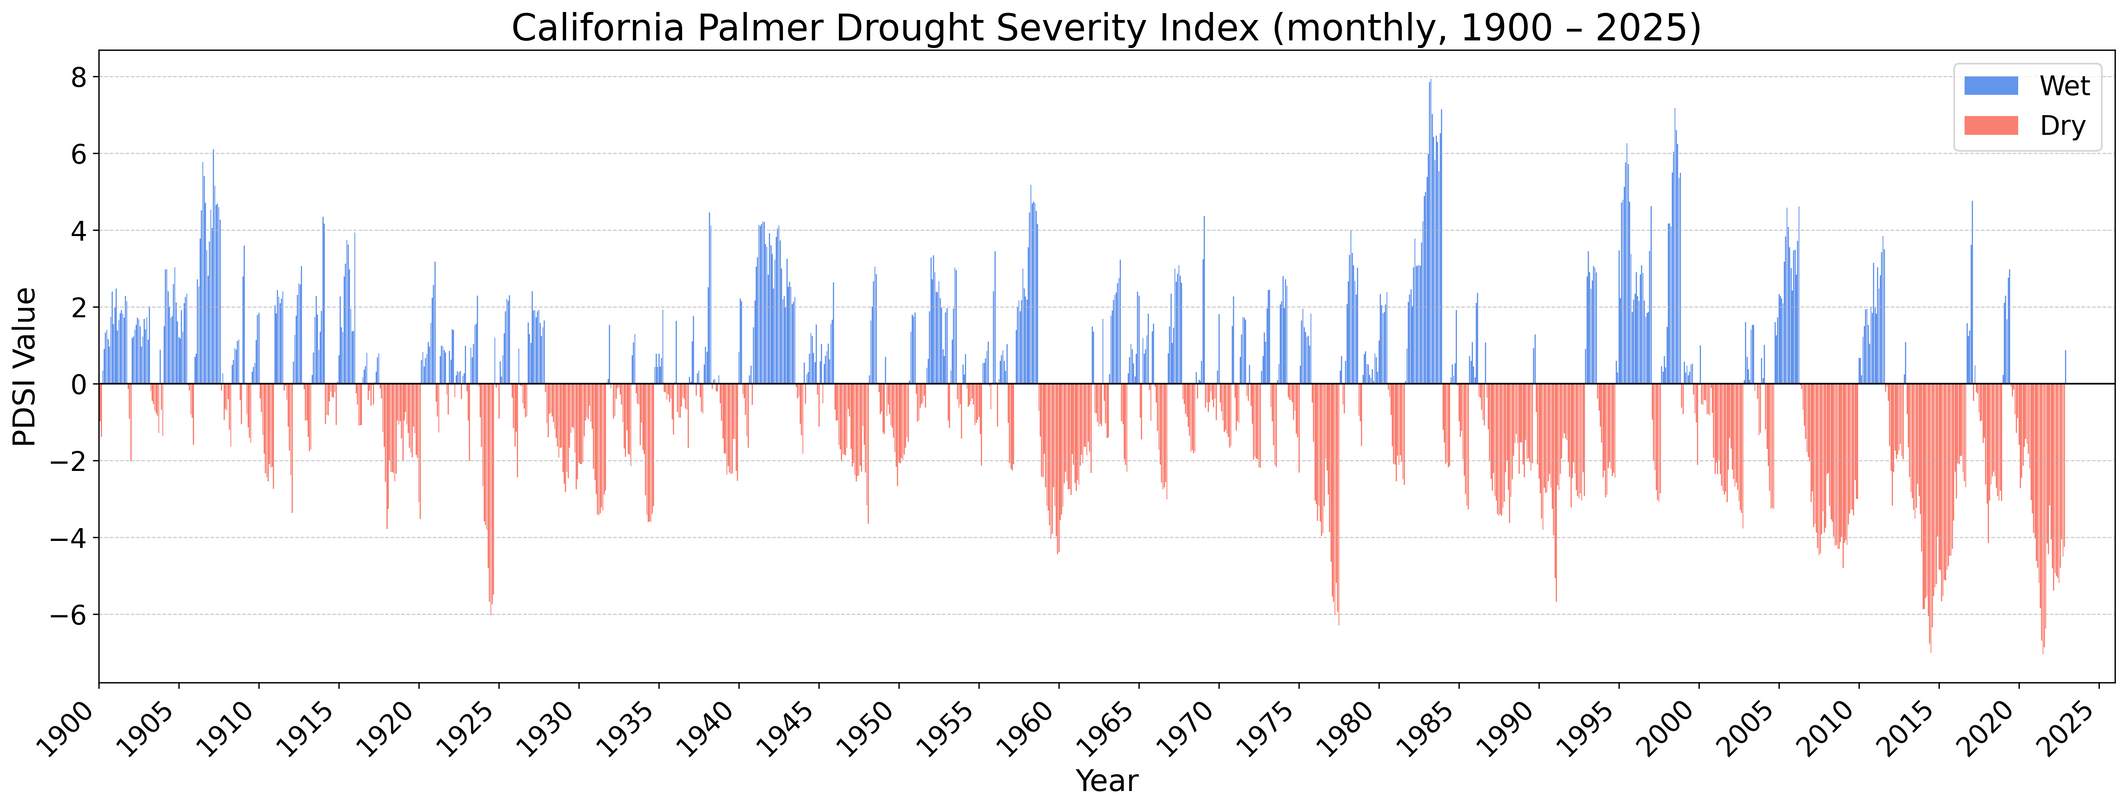 California Palmer Drought Severity Index (monthly, 1900 – 2025)
Wet
Dry
PDSI Value
8
6
4
2
0
−2
−4
−6
1900 1905 1910 1915 1920 1925 1930 1935 1940 1945 1950 1955 1960 1965 1970 1975 1980 1985 1990 1995 2000 2005 2010 2015 2020 2025
Year